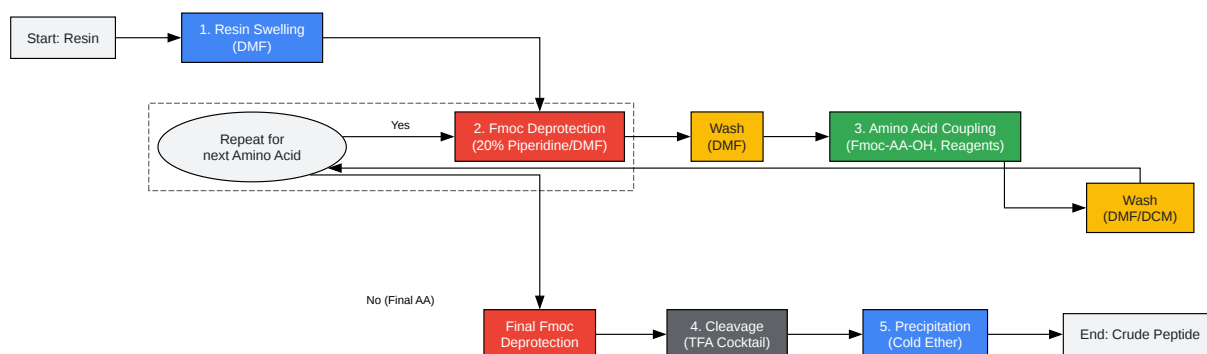 Start: Resin
1. Resin Swelling
(DMF)
Repeat for
next Amino Acid
Yes
2. Fmoc Deprotection
(20% Piperidine/DMF)
Wash
(DMF)
3. Amino Acid Coupling
(Fmoc-AA-OH, Reagents)
Wash
(DMF/DCM)
No (Final AA)
Final Fmoc
Deprotection
4. Cleavage
(TFA Cocktail)
5. Precipitation
(Cold Ether)
End: Crude Peptide